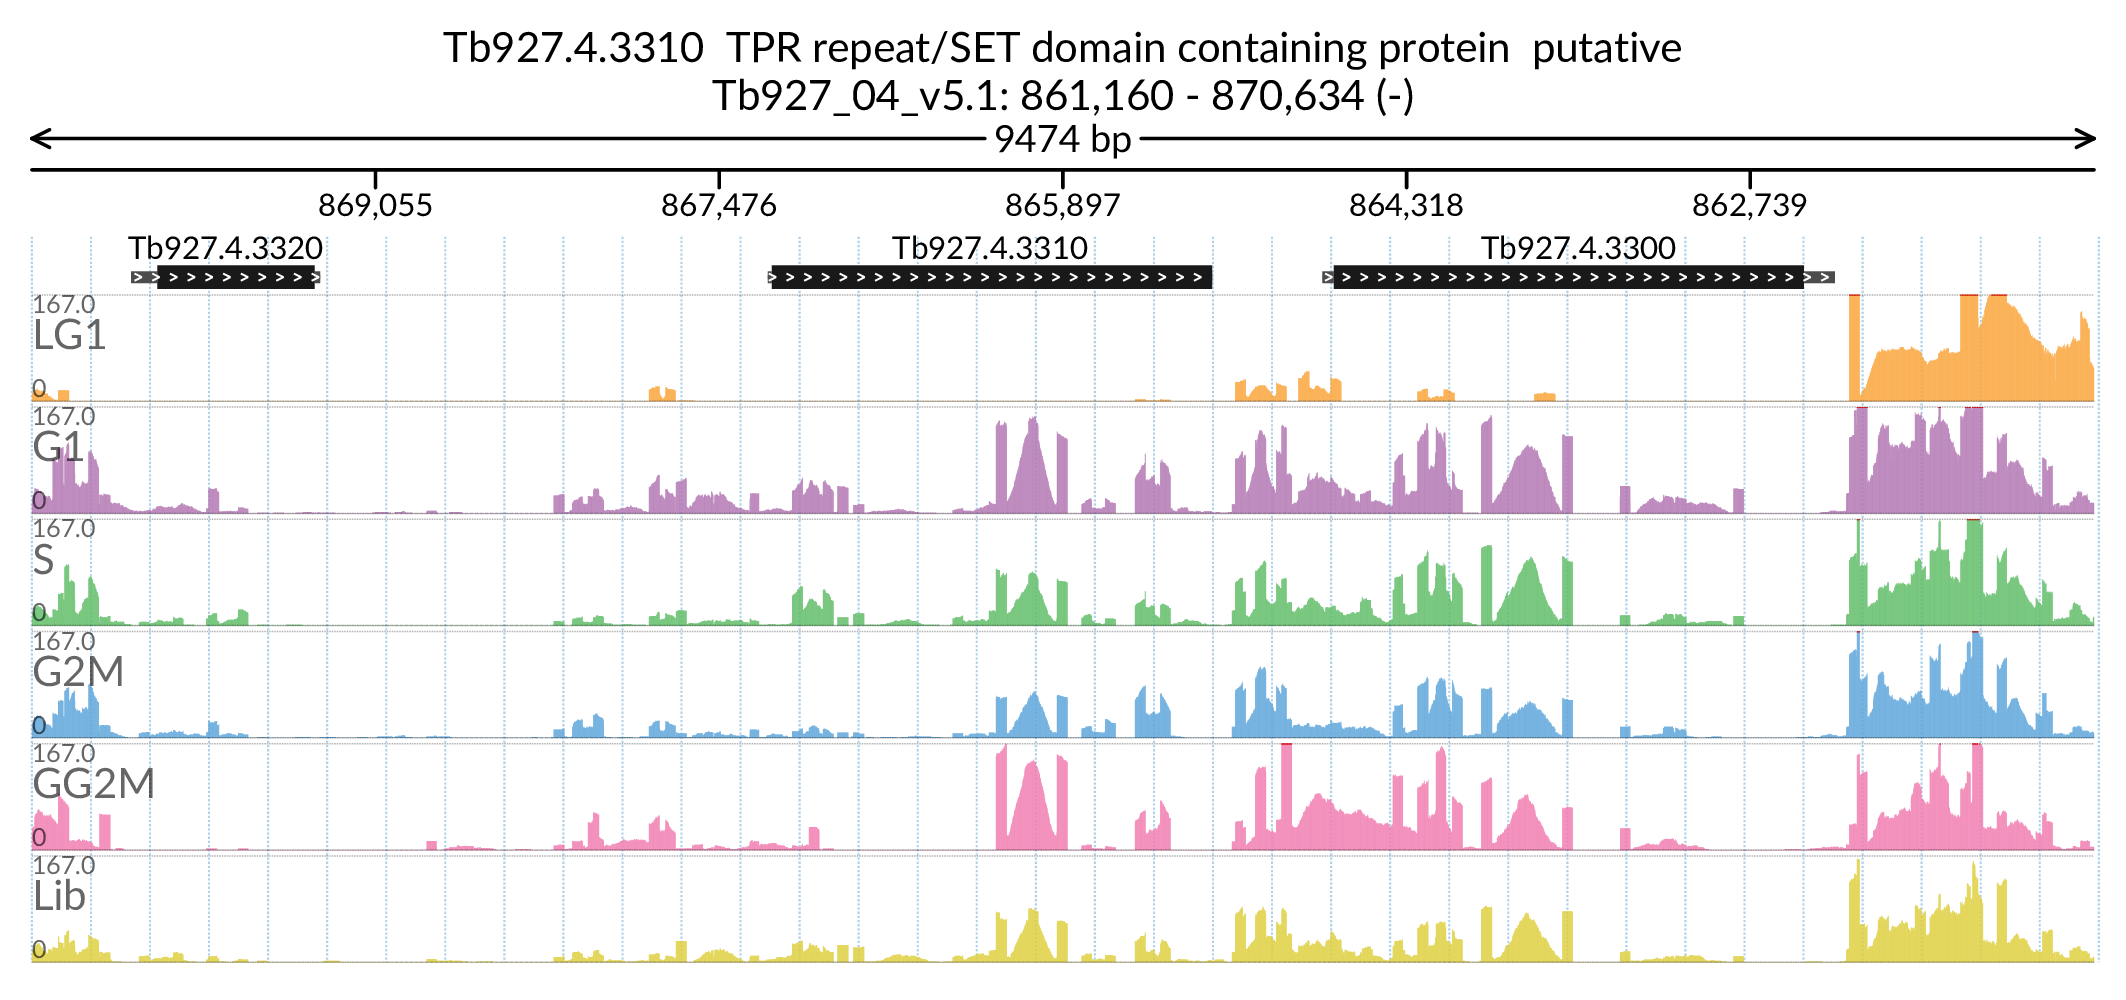 Tb927.4.3310  TPR repeat/SET domain containing protein  putative
Tb927_04_v5.1: 861,160 - 870,634 (-)
9474 bp
869,055 867,476 865,897 864,318 862,739
Tb927.4.3320 Tb927.4.3310 Tb927.4.3300
167.0
LG1
0
167.0
G1
0
167.0
S
0
167.0
G2M
0
167.0
GG2M
0
167.0
Lib
0